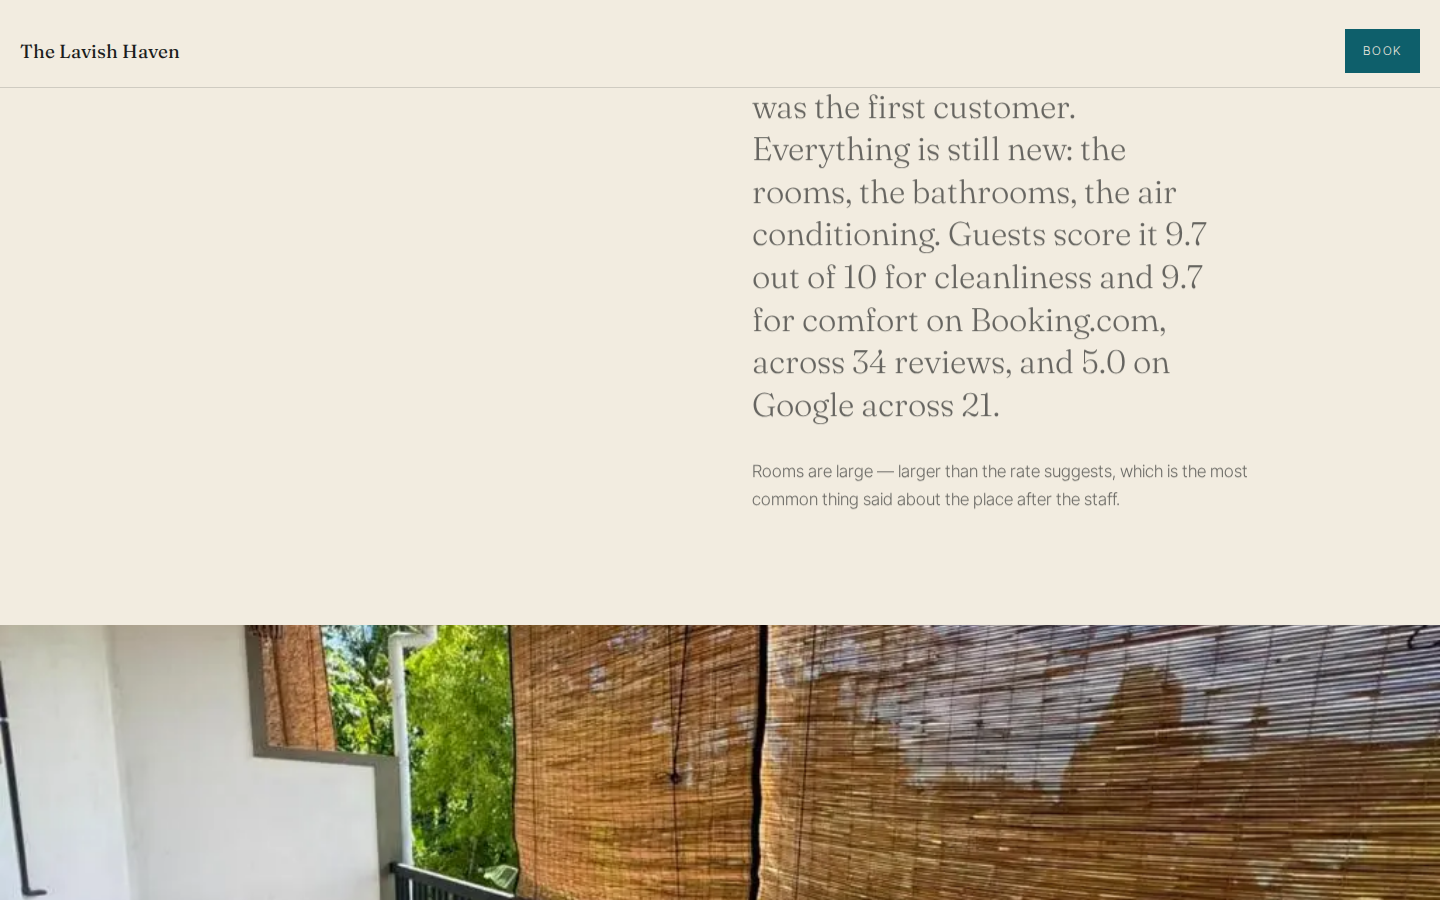 The Lavish Haven
BOOK
was the first customer.
Everything is still new: the
rooms, the bathrooms, the air
conditioning. Guests score it 9.7
out of 10 for cleanliness and 9.7
for comfort on Booking.com,
across 34 reviews, and 5.0 on
Google across 21.
Rooms are large — larger than the rate suggests, which is the most
common thing said about the place after the staff.